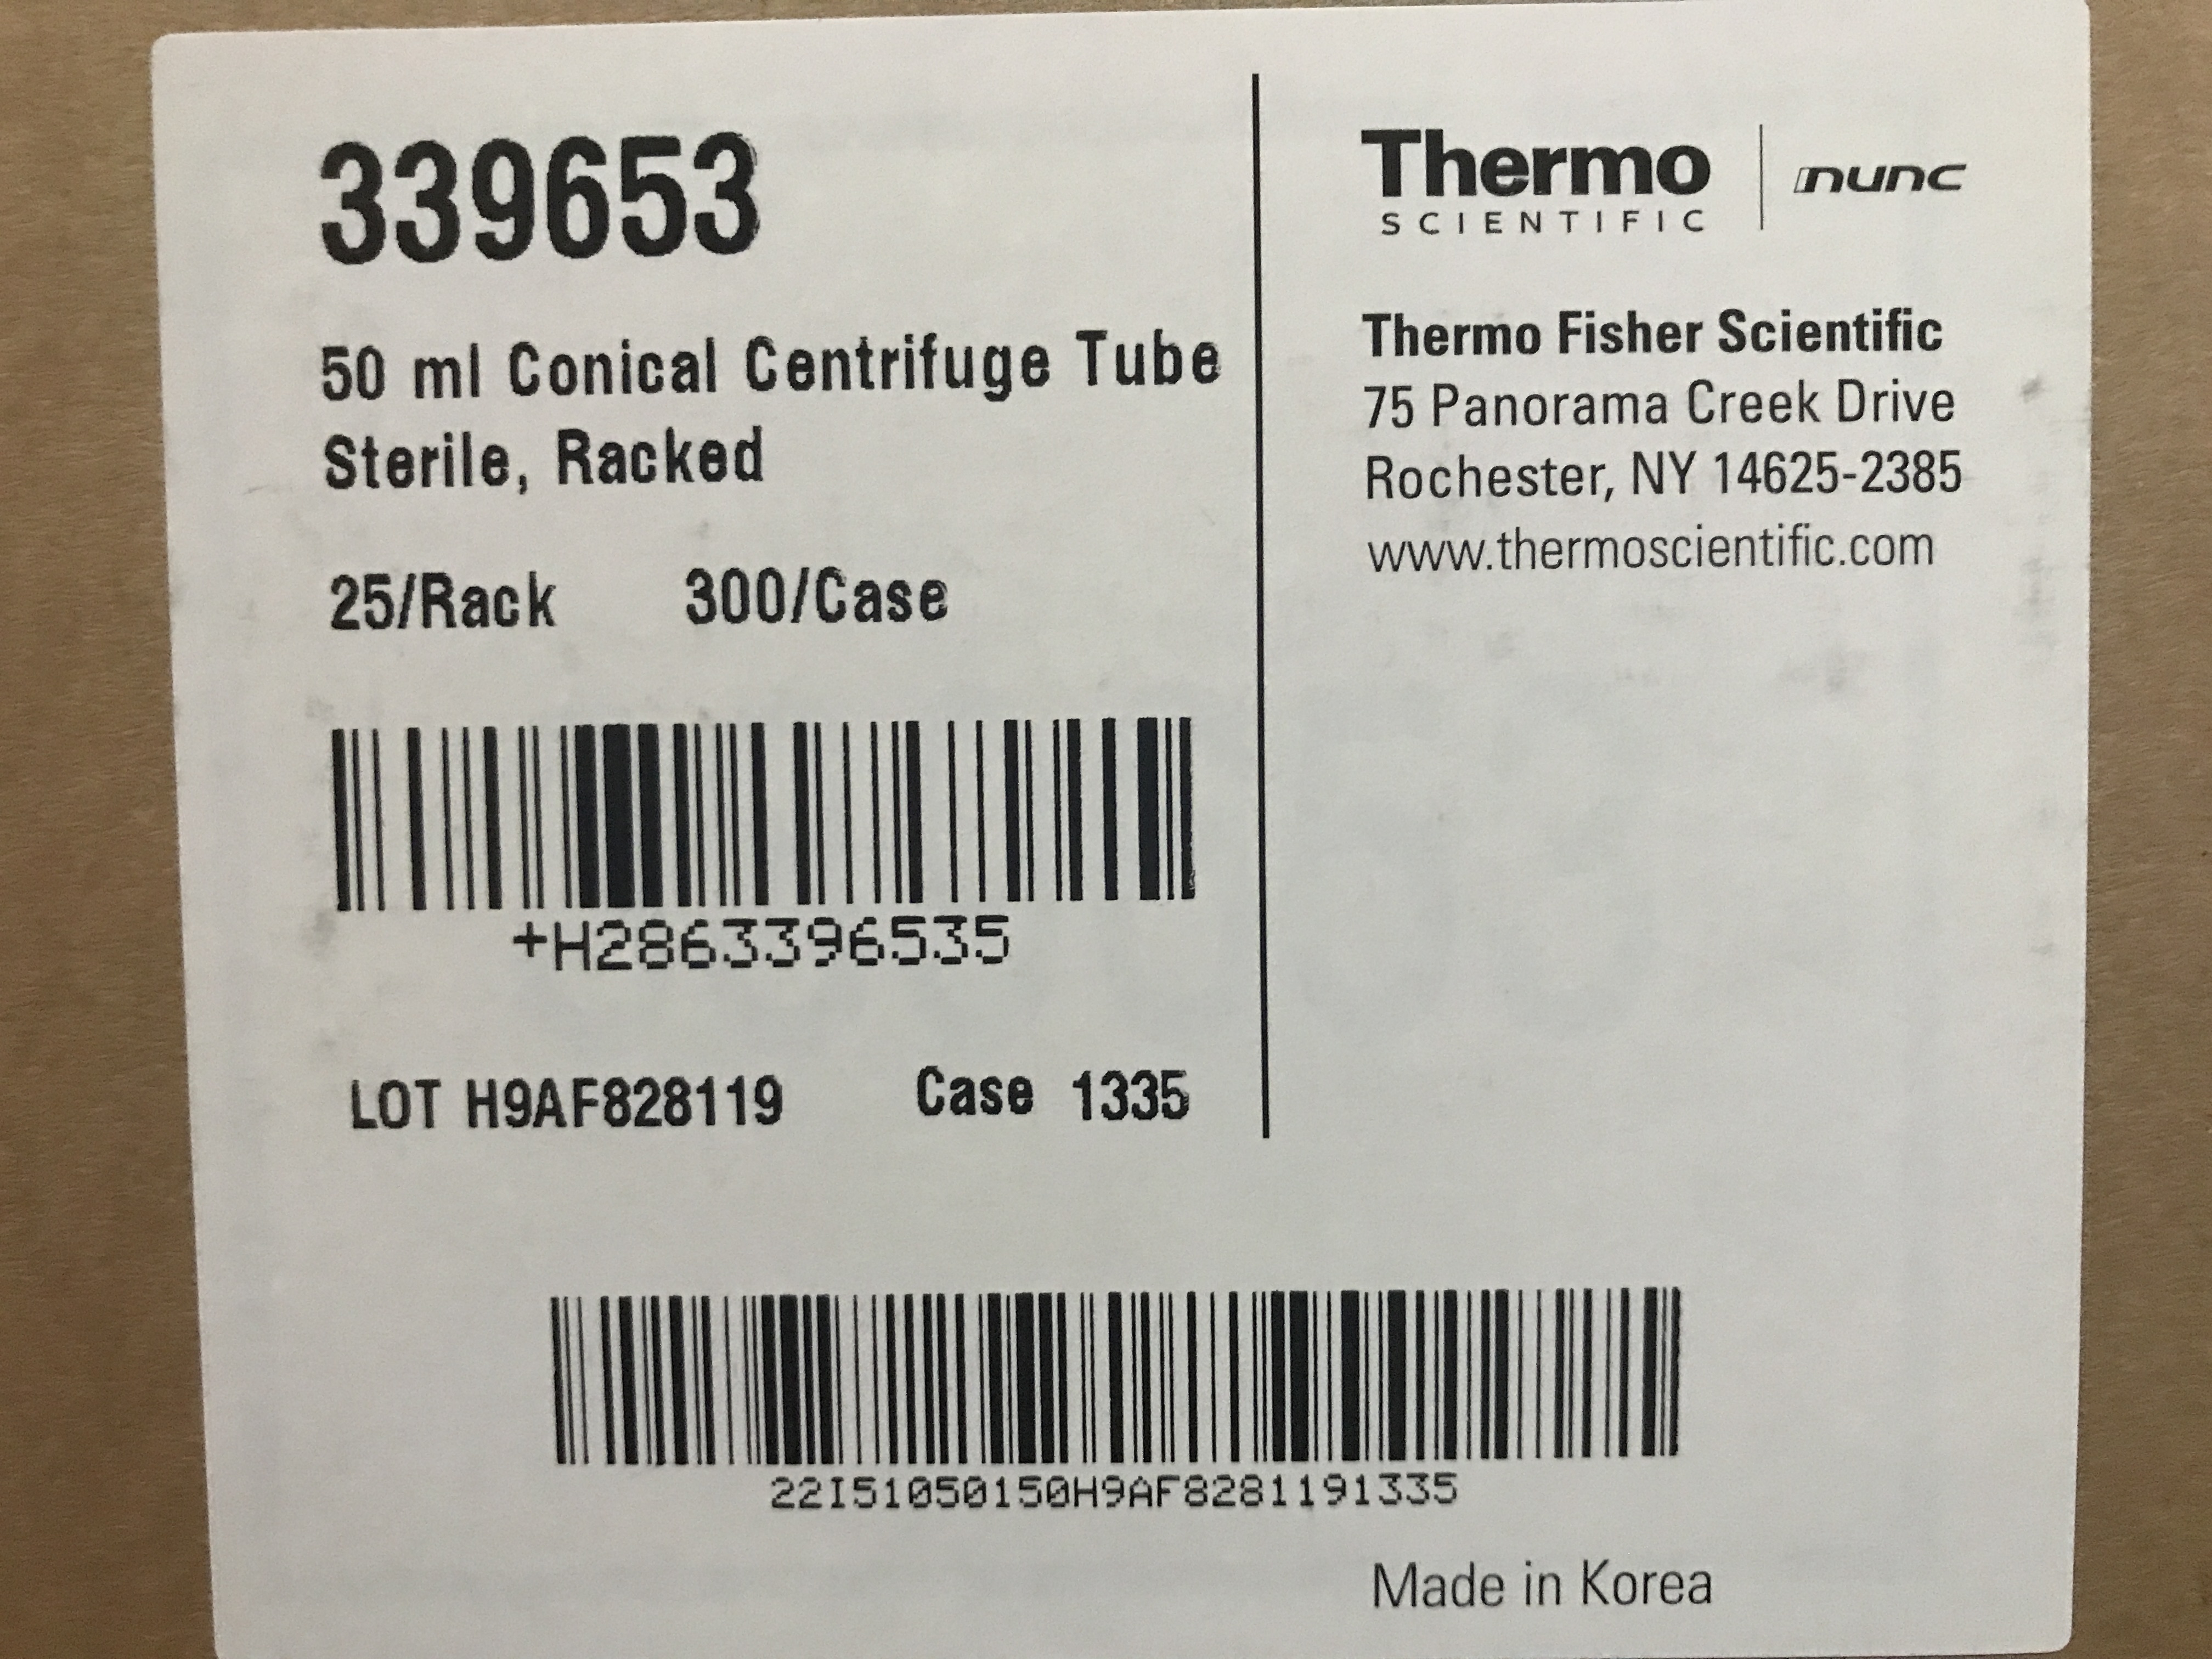 339653
50 ml Conical Centrifuge Tube
Sterile, Racked
25/Rack 300/Case
+H2863396535
LOT H9AF828119 Case 1335
Thermo
SCIENTIFIC
nunc
Thermo Fisher Scientific
75 Panorama Creek Drive
Rochester, NY 14625-2385
www.thermoscientific.com
22I51050150H9AF8281191335
Made in Korea